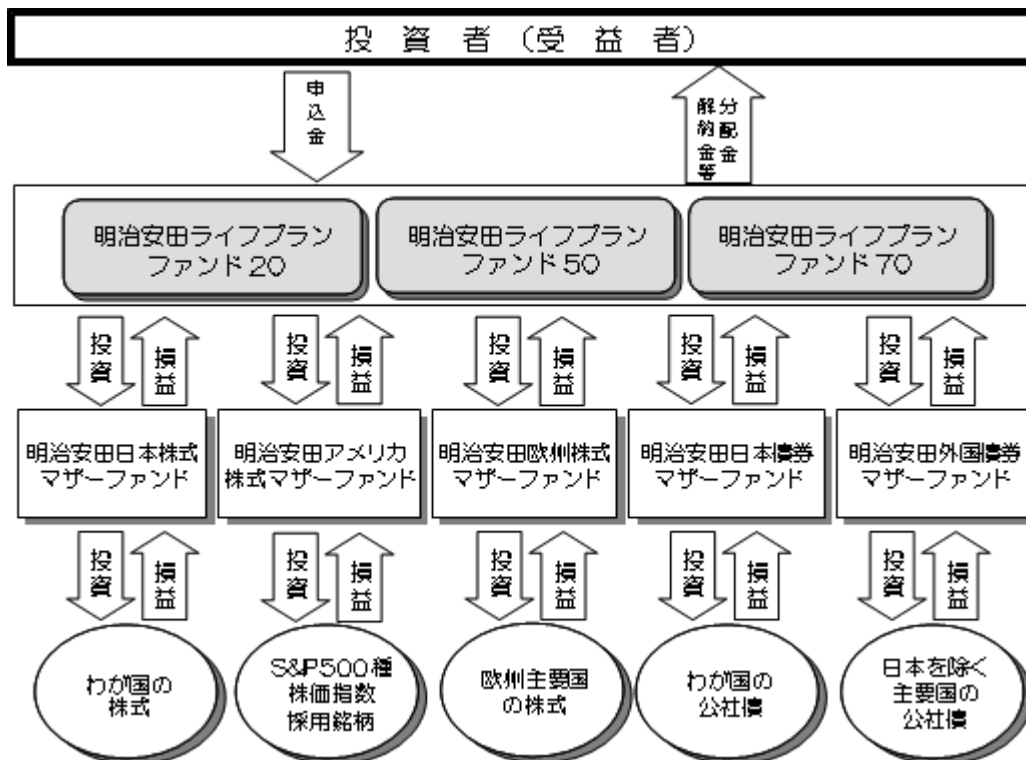 投資者(受益者)
申込金
分配金
解約金等
明治安田ライフプラン
ファンド20
明治安田ライフプラン
ファンド50
明治安田ライフプラン
ファンド70
投資
損益
投資
損益
投資
損益
投資
損益
投資
損益
明治安田日本株式
マザーファンド
明治安田アメリカ
株式マザーファンド
明治安田欧州株式
マザーファンド
明治安田日本債券
マザーファンド
明治安田外国債券
マザーファンド
投資
損益
投資
損益
投資
損益
投資
損益
投資
損益
わが国の
株式
S&P500種
株価指数
採用銘柄
欧州主要国
の株式
わが国の
公社債
日本を除く
主要国の
公社債